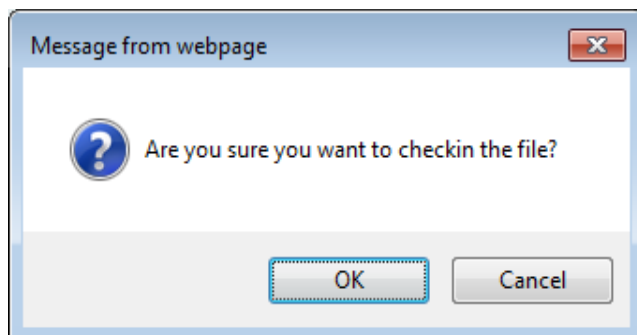 Message from webpage
Are you sure you want to checkin the file?
OK
Cancel